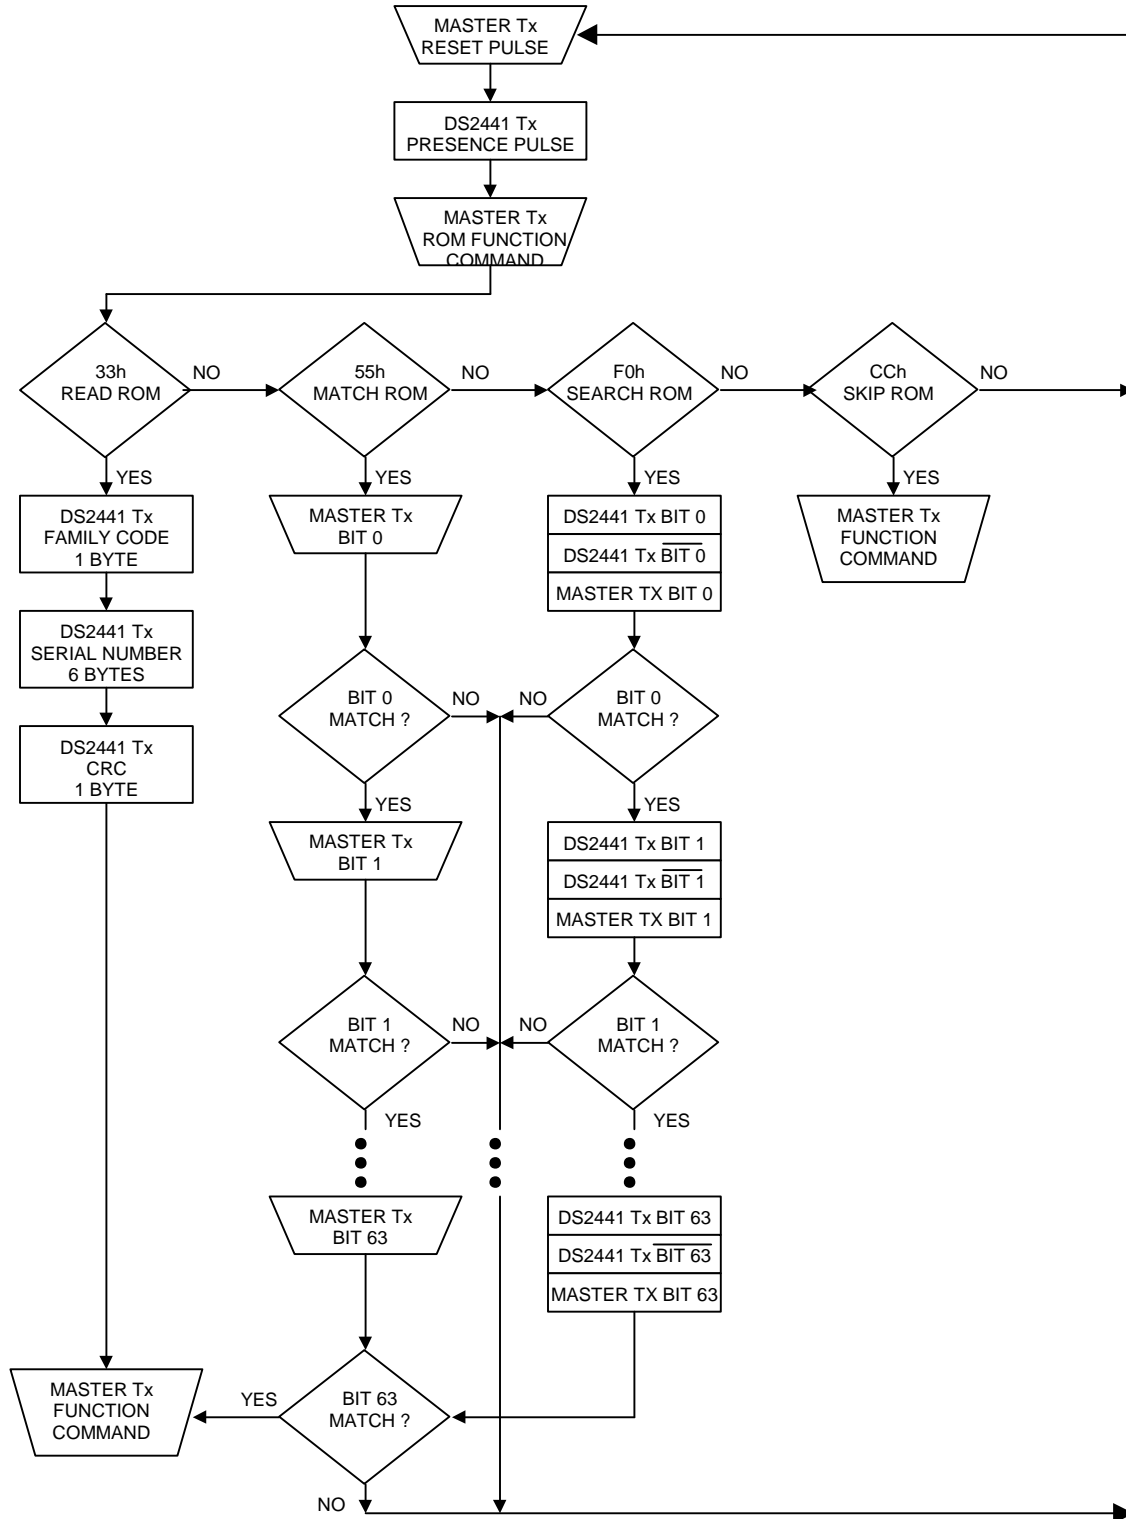 MASTER Tx
RESET PULSE
DS2441 Tx
PRESENCE PULSE
MASTER Tx
ROM FUNCTION
COMMAND
33h
READ ROM
NO
55h
MATCH ROM
NO
F0h
SEARCH ROM
NO
CCh
SKIP ROM
NO
YES
YES
YES
YES
DS2441 Tx
FAMILY CODE
1 BYTE
MASTER Tx
BIT 0
DS2441 Tx BIT 0
DS2441 Tx B̅I̅T̅ ̅0̅
MASTER TX BIT 0
MASTER Tx
FUNCTION
COMMAND
DS2441 Tx
SERIAL NUMBER
6 BYTES
BIT 0
MATCH ?
NO
NO
BIT 0
MATCH ?
DS2441 Tx
CRC
1 BYTE
YES
YES
MASTER Tx
BIT 1
DS2441 Tx BIT 1
DS2441 Tx B̅I̅T̅ ̅1̅
MASTER TX BIT 1
BIT 1
MATCH ?
NO
NO
BIT 1
MATCH ?
YES
YES
MASTER Tx
BIT 63
DS2441 Tx BIT 63
DS2441 Tx B̅I̅T̅ ̅6̅3̅
MASTER TX BIT 63
MASTER Tx
FUNCTION
COMMAND
YES
BIT 63
MATCH ?
NO